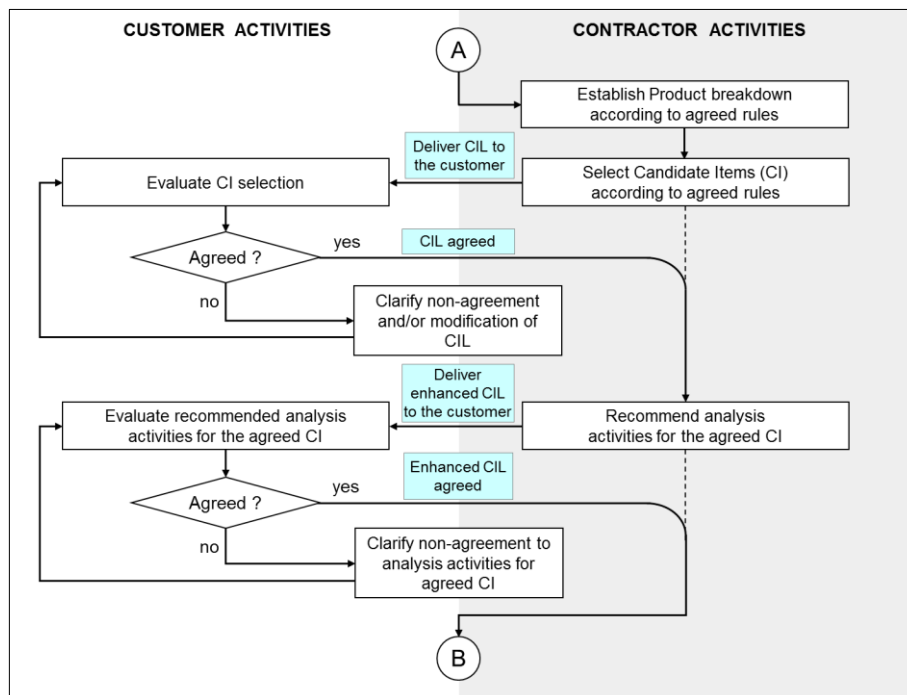 CUSTOMER ACTIVITIES
CONTRACTOR ACTIVITIES
A
Establish Product breakdown
according to agreed rules
Deliver CIL to
the customer
Evaluate CI selection
Select Candidate Items (CI)
according to agreed rules
Agreed ?
yes
CIL agreed
no
Clarify non-agreement
and/or modification of
CIL
Deliver
enhanced CIL
to the customer
Evaluate recommended analysis
activities for the agreed CI
Recommend analysis
activities for the agreed CI
Agreed ?
yes
Enhanced CIL
agreed
no
Clarify non-agreement to
analysis activities for
agreed CI
B